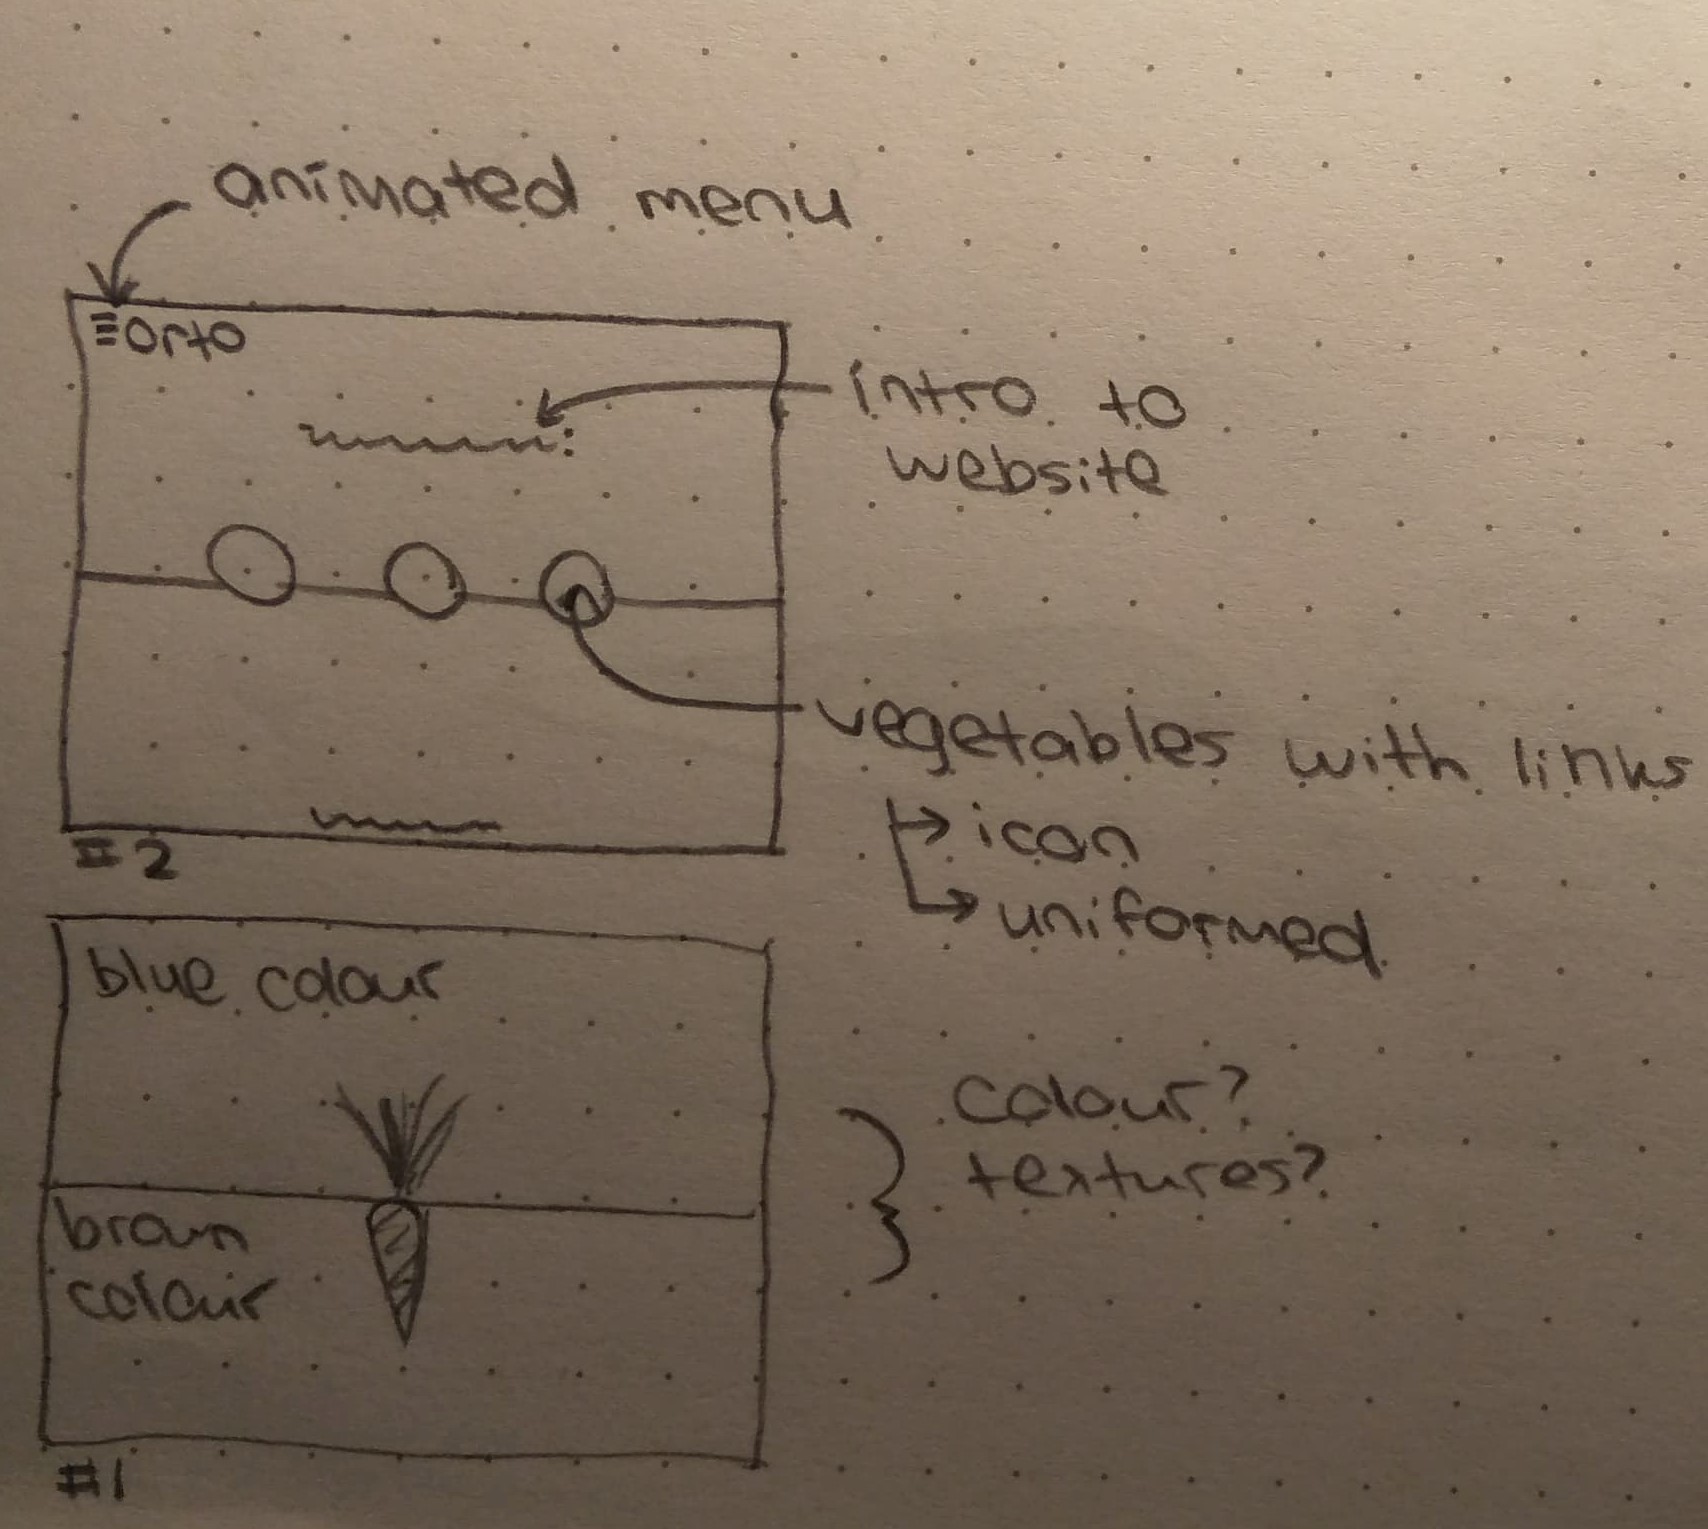 animated menu
Orto
intro to
website
vegetables with links
icon
uniformed
#2
blue colour
brown
colour
colour?
textures?
#1